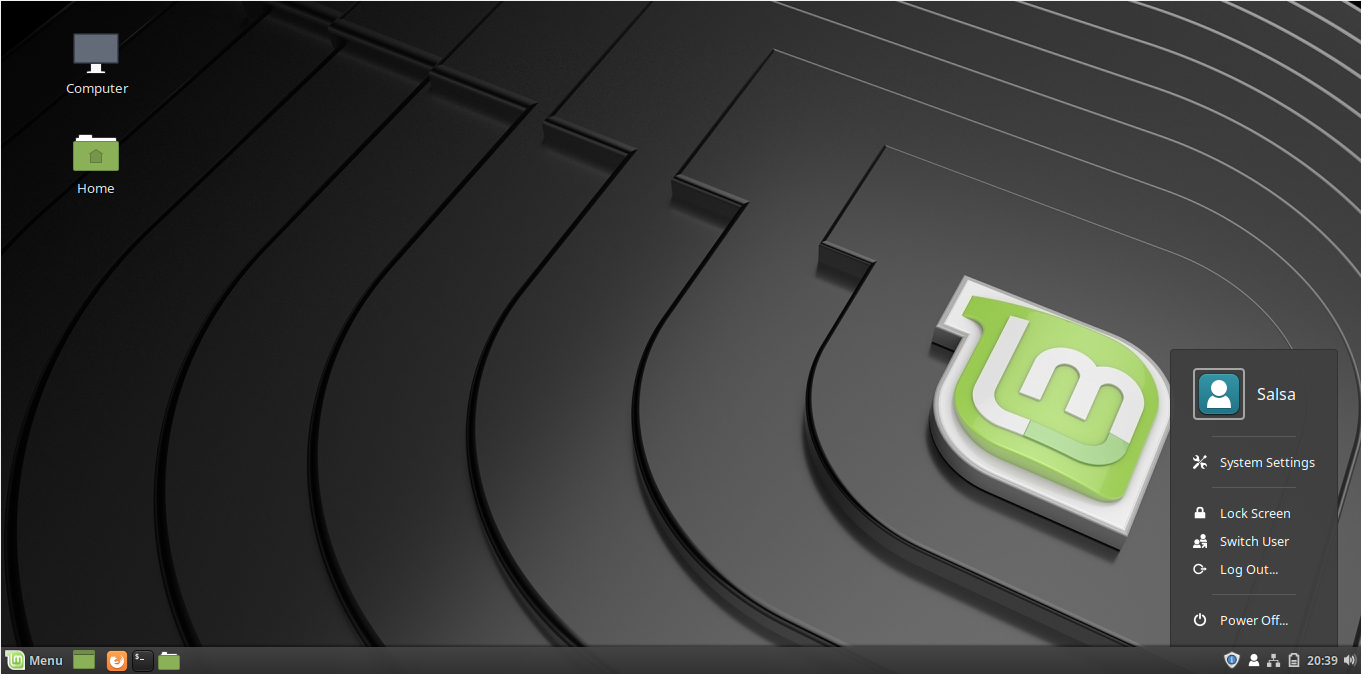 Computer
Home
Salsa
System Settings
Lock Screen
Switch User
Log Out...
Power Off...
Menu
20:39